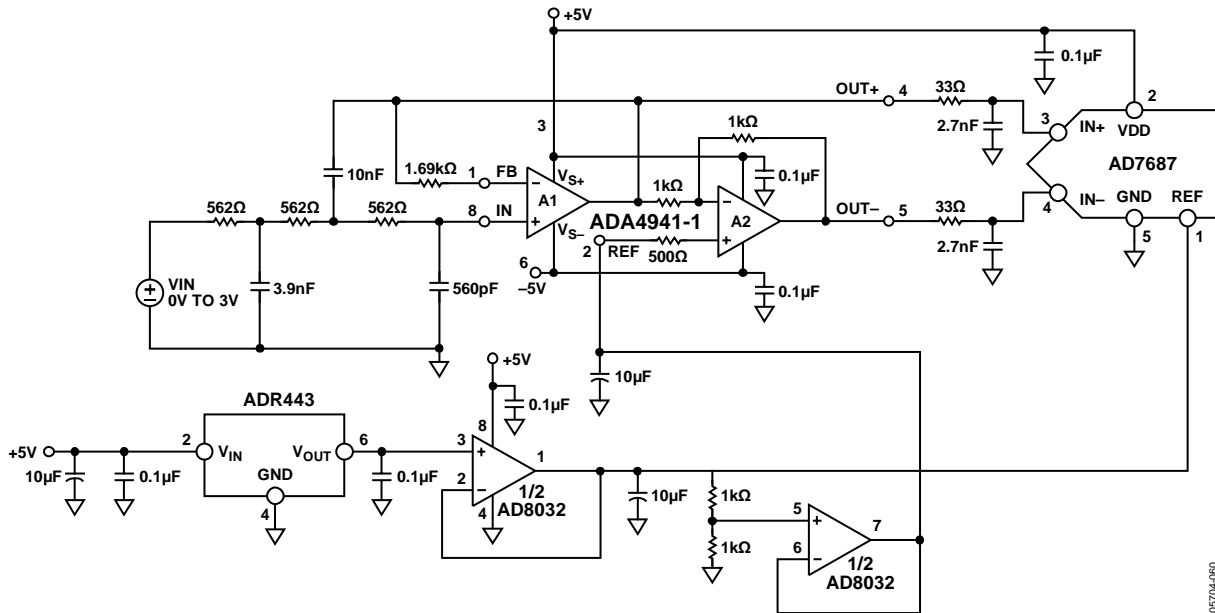 +5V
0.1µF
OUT+ 4
33Ω
2
1kΩ
2.7nF
3
IN+
VDD
3
1.69kΩ
1
FB
VS+
0.1µF
AD7687
10nF
A1
1kΩ
562Ω
562Ω
562Ω
8
IN
ADA4941-1
A2
OUT–
5
33Ω
IN–
GND
REF
4
VS–
2
REF
500Ω
5
1
6
–5V
2.7nF
VIN
0V TO 3V
3.9nF
560pF
0.1µF
+5V
10µF
ADR443
0.1µF
8
+5V
2
VIN
VOUT
6
3
1
10µF
0.1µF
GND
0.1µF
2
1/2
AD8032
10µF
1kΩ
4
4
5
7
1kΩ
6
1/2
AD8032
05704-060